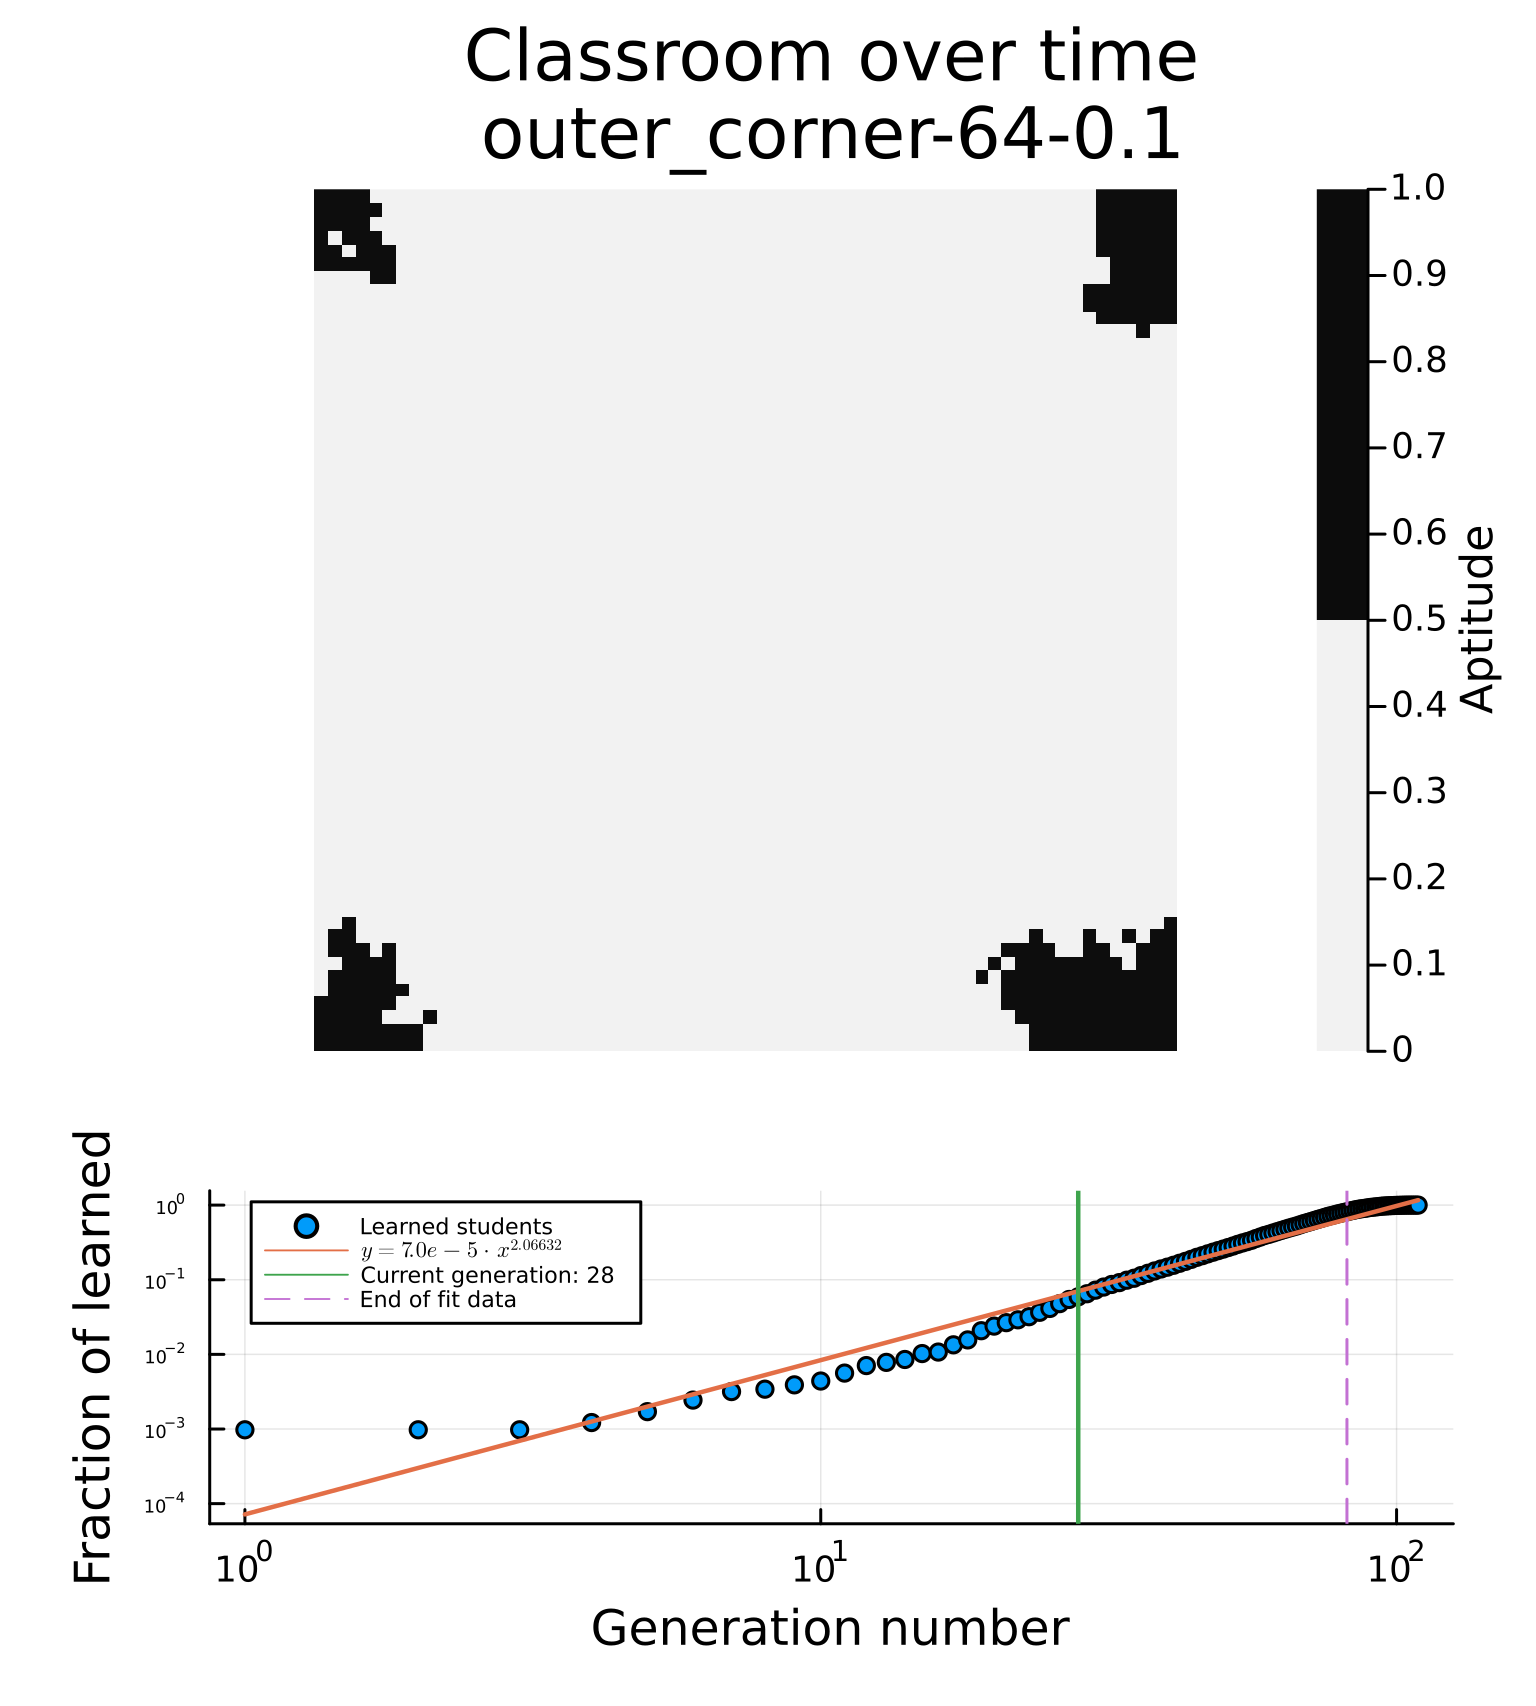 Classroom over time
outer_corner-64-0.1
1.0
0.9
0.8
0.7
0.6
0.5
0.4
0.3
0.2
0.1
0
Aptitude
Fraction of learned
10^0
10^-1
10^-2
10^-3
10^-4
Learned students
y = 7.0e − 5 · x^2.06632
Current generation: 28
End of fit data
10^0
10^1
10^2
Generation number